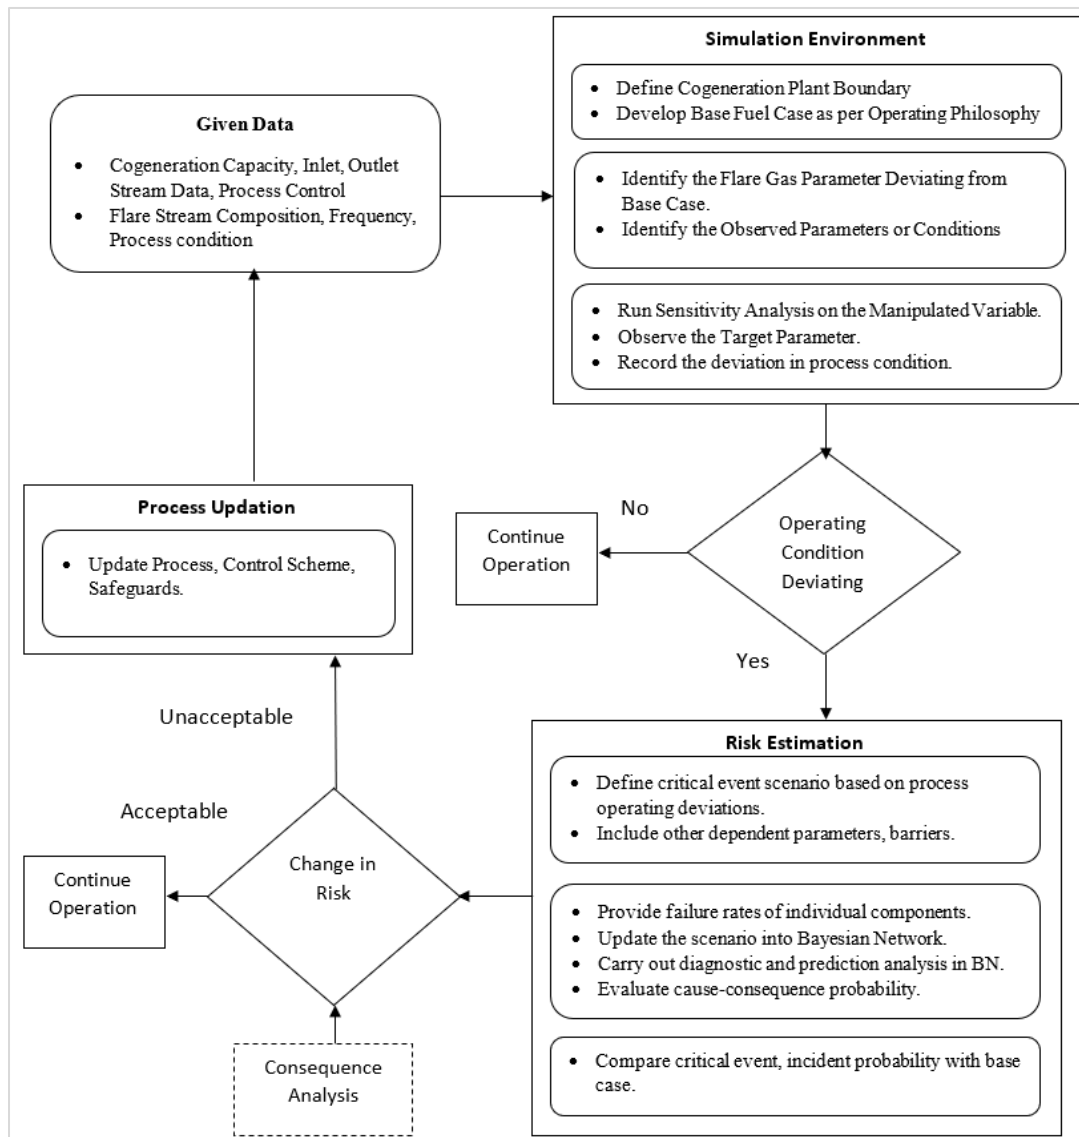 Simulation Environment
• Define Cogeneration Plant Boundary
• Develop Base Fuel Case as per Operating Philosophy
Given Data
• Cogeneration Capacity, Inlet, Outlet
Stream Data, Process Control
• Flare Stream Composition, Frequency,
Process condition
• Identify the Flare Gas Parameter Deviating from
Base Case.
• Identify the Observed Parameters or Conditions
• Run Sensitivity Analysis on the Manipulated Variable.
• Observe the Target Parameter.
• Record the deviation in process condition.
Operating
Condition
Deviating
No
Continue
Operation
Yes
Risk Estimation
• Define critical event scenario based on process
operating deviations.
• Include other dependent parameters, barriers.
• Provide failure rates of individual components.
• Update the scenario into Bayesian Network.
• Carry out diagnostic and prediction analysis in BN.
• Evaluate cause-consequence probability.
• Compare critical event, incident probability with base
case.
Change in
Risk
Consequence
Analysis
Acceptable
Continue
Operation
Unacceptable
Process Updation
• Update Process, Control Scheme,
Safeguards.